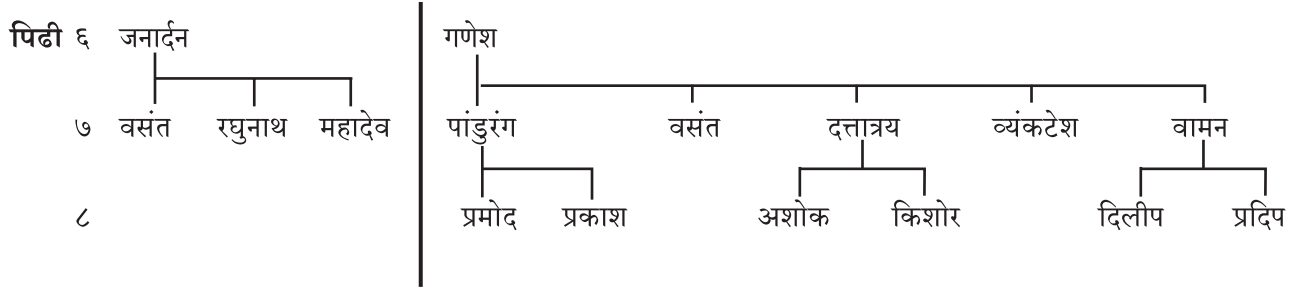 पिढी ६ जनार्दन गणेश
७ वसंत रघुनाथ महादेव पांडुरंग वसंत दत्तात्रय व्यंकटेश वामन
८ प्रमोद प्रकाश अशोक किशोर दिलीप प्रदिप